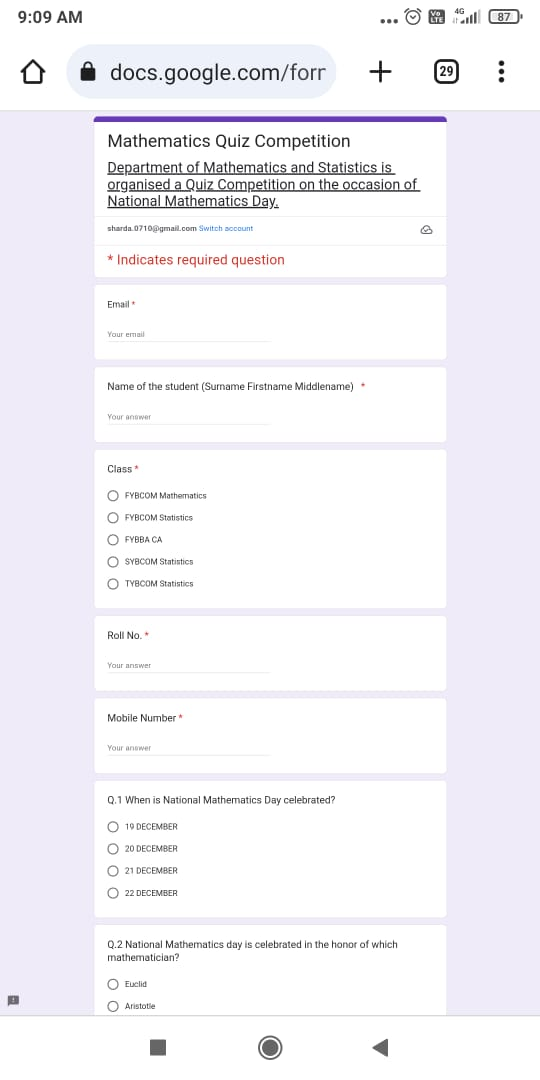 9:09 AM
Vo LTE 4G 87
docs.google.com/forr
29
Mathematics Quiz Competition
Department of Mathematics and Statistics is
organised a Quiz Competition on the occasion of
National Mathematics Day.
sharda.0710@gmail.com Switch account
* Indicates required question
Email *
Your email
Name of the student (Surname Firstname Middlename) *
Your answer
Class *
FYBCOM Mathematics
FYBCOM Statistics
FYBBA CA
SYBCOM Statistics
TYBCOM Statistics
Roll No. *
Your answer
Mobile Number *
Your answer
Q.1 When is National Mathematics Day celebrated?
19 DECEMBER
20 DECEMBER
21 DECEMBER
22 DECEMBER
Q.2 National Mathematics day is celebrated in the honor of which
mathematician?
Euclid
Aristotle